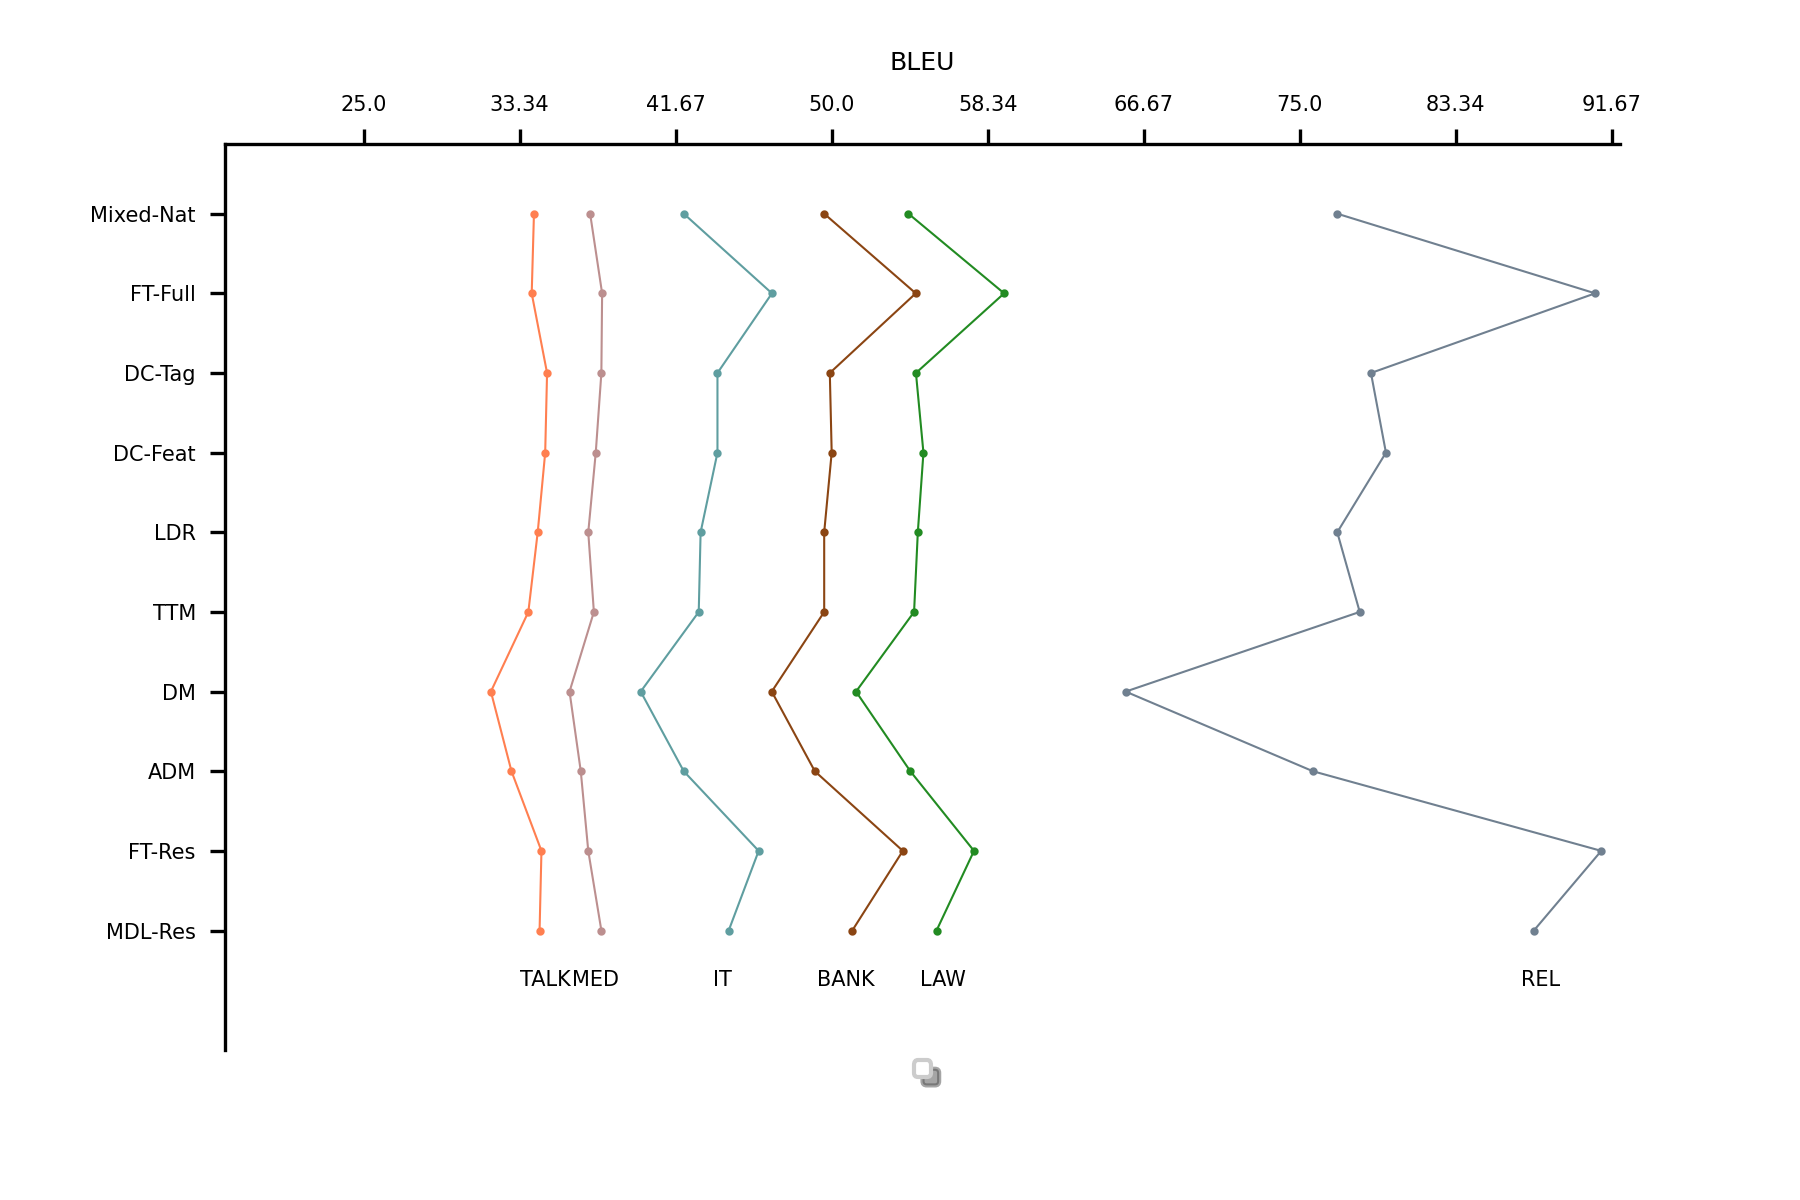 BLEU
25.0 33.34 41.67 50.0 58.34 66.67 75.0 83.34 91.67
Mixed-Nat
FT-Full
DC-Tag
DC-Feat
LDR
TTM
DM
ADM
FT-Res
MDL-Res
TALK MED IT BANK LAW REL